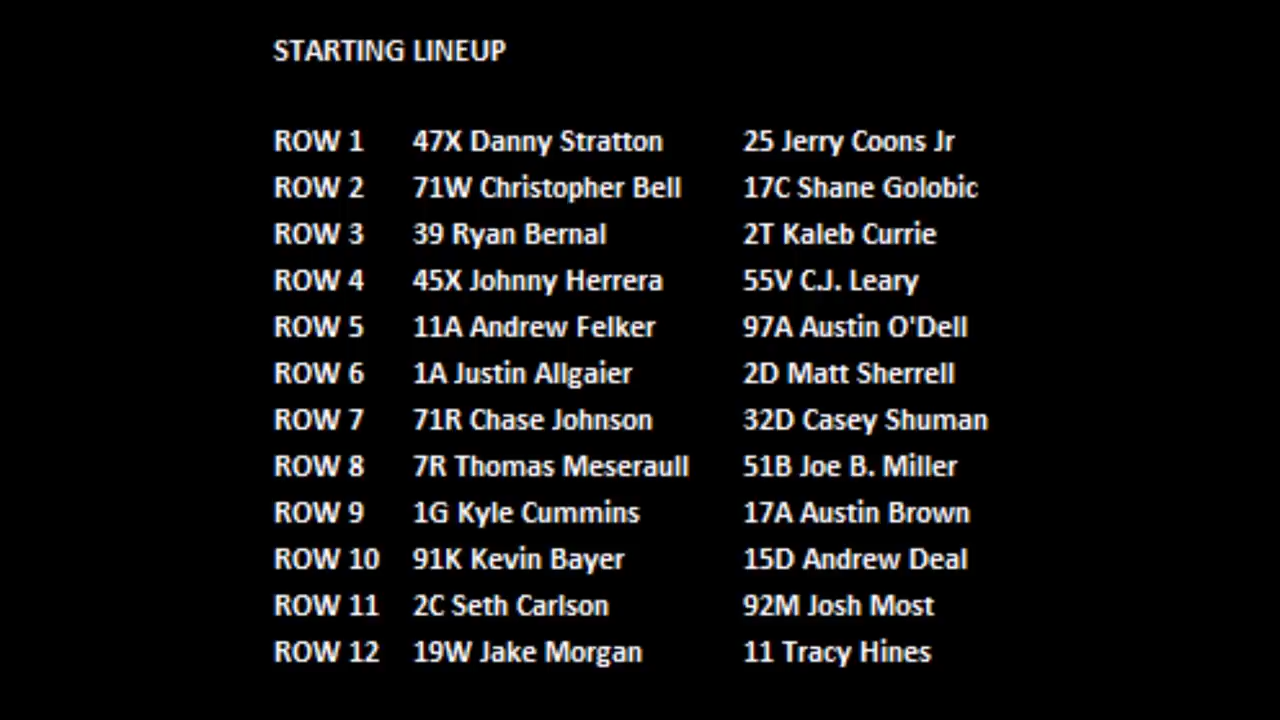 STARTING LINEUP
ROW 1 47X Danny Stratton 25 Jerry Coons Jr
ROW 2 71W Christopher Bell 17C Shane Golobic
ROW 3 39 Ryan Bernal 2T Kaleb Currie
ROW 4 45X Johnny Herrera 55V C.J. Leary
ROW 5 11A Andrew Felker 97A Austin O'Dell
ROW 6 1A Justin Allgaier 2D Matt Sherrell
ROW 7 71R Chase Johnson 32D Casey Shuman
ROW 8 7R Thomas Meseraull 51B Joe B. Miller
ROW 9 1G Kyle Cummins 17A Austin Brown
ROW 10 91K Kevin Bayer 15D Andrew Deal
ROW 11 2C Seth Carlson 92M Josh Most
ROW 12 19W Jake Morgan 11 Tracy Hines